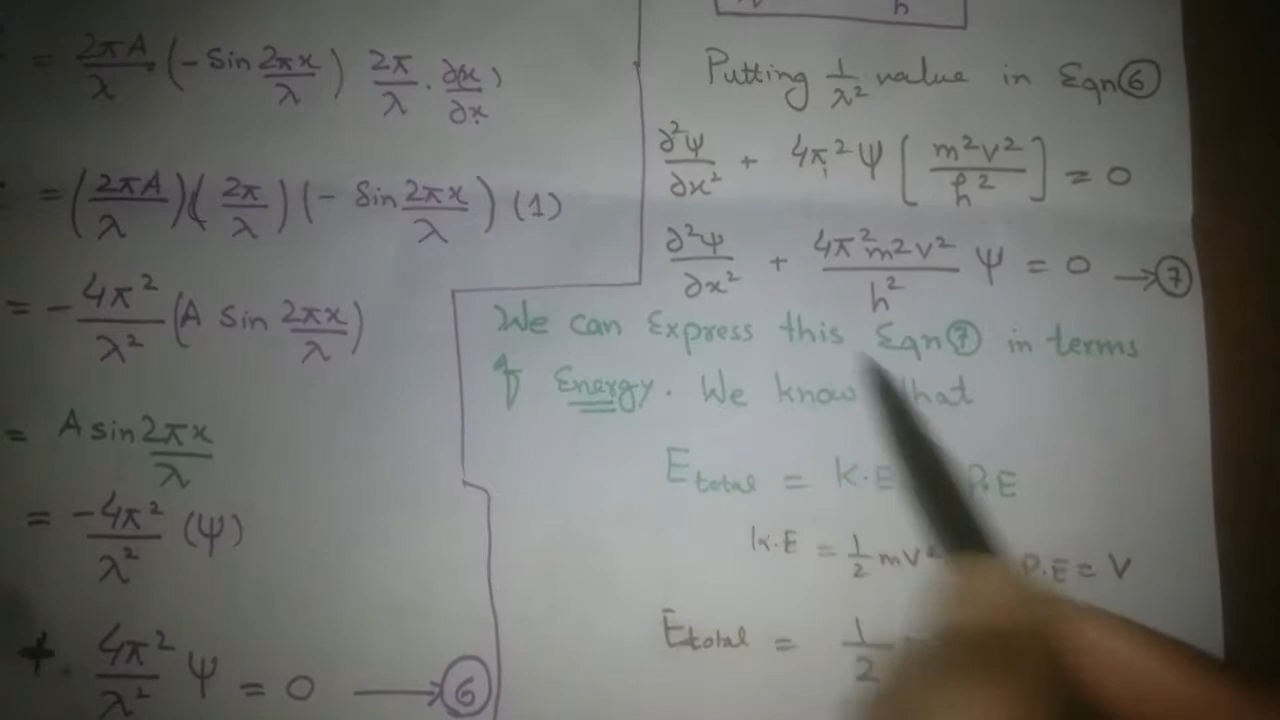 = 2πA/λ (-Sin 2πx/λ) 2π/λ . ∂(x)/∂x
= (2πA/λ)(2π/λ)(- Sin 2πx/λ) (1)
= - 4π²/λ² (A Sin 2πx/λ)
= A sin 2πx/λ
= -4π²/λ² (ψ)
+ 4π²/λ² ψ = 0 → ⑥
h
Putting 1/λ² value in Eqn ⑥
∂²ψ/∂x² + 4π²ψ [m²v²/h²] = 0
∂²ψ/∂x² + 4π²m²v²/h² ψ = 0 → ⑦
We can Express this Eqn ⑦ in terms
of Energy. We know that
E total = K.E P.E
K.E = 1/2 mv² P.E = V
E total = 1/2